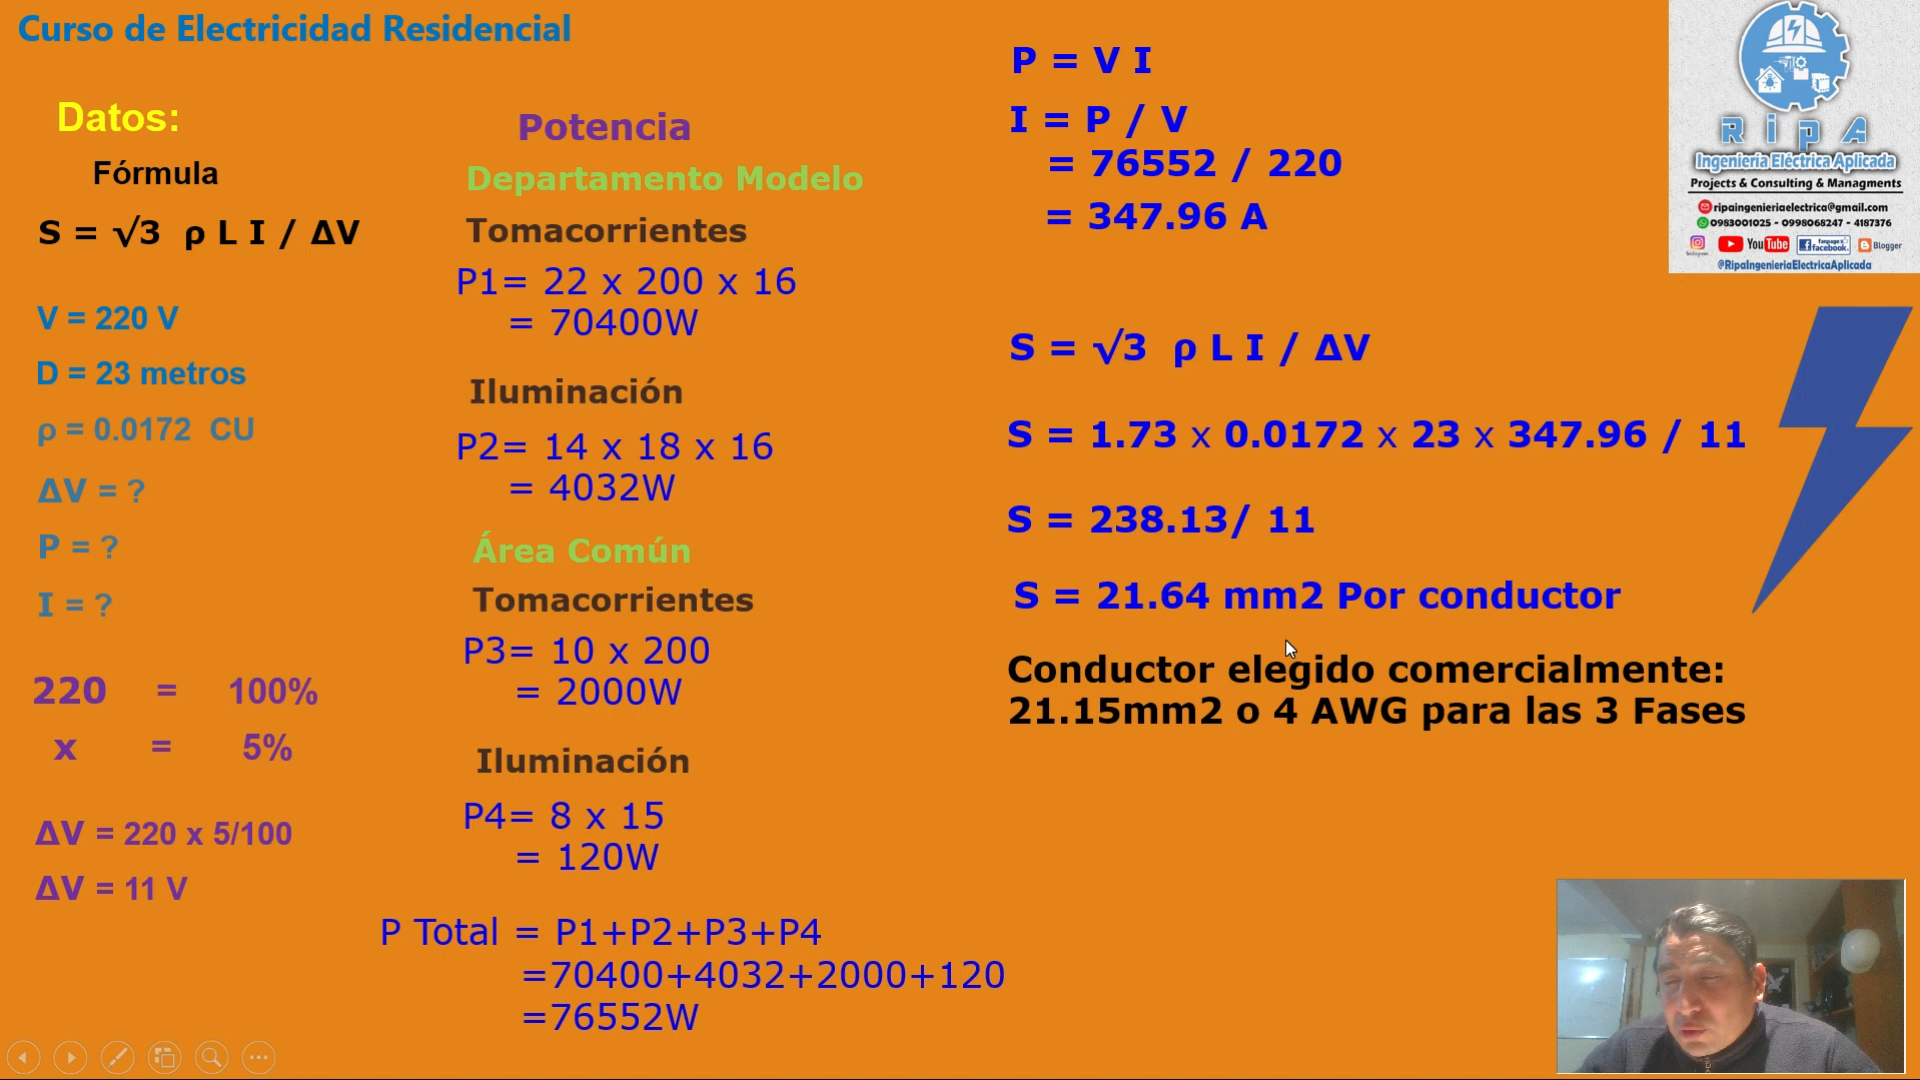 Curso de Electricidad Residencial
Datos:
Fórmula
S = √3 ρ L I / ΔV
V = 220 V
D = 23 metros
ρ = 0.0172 CU
ΔV = ?
P = ?
I = ?
220 = 100%
x = 5%
ΔV = 220 x 5/100
ΔV = 11 V
Potencia
Departamento Modelo
Tomacorrientes
P1= 22 x 200 x 16
= 70400W
Iluminación
P2= 14 x 18 x 16
= 4032W
Área Común
Tomacorrientes
P3= 10 x 200
= 2000W
Iluminación
P4= 8 x 15
= 120W
P Total = P1+P2+P3+P4
=70400+4032+2000+120
=76552W
P = V I
I = P / V
= 76552 / 220
= 347.96 A
S = √3 ρ L I / ΔV
S = 1.73 x 0.0172 x 23 x 347.96 / 11
S = 238.13/ 11
S = 21.64 mm2 Por conductor
Conductor elegido comercialmente:
21.15mm2 o 4 AWG para las 3 Fases
RiPA
Ingeniería Eléctrica Aplicada
Projects & Consulting & Managments
ripaingenieriaelectrica@gmail.com
0983001025 - 0998068247 - 4187376
YouTube facebook Blogger
@RipaIngenieriaElectricaAplicada